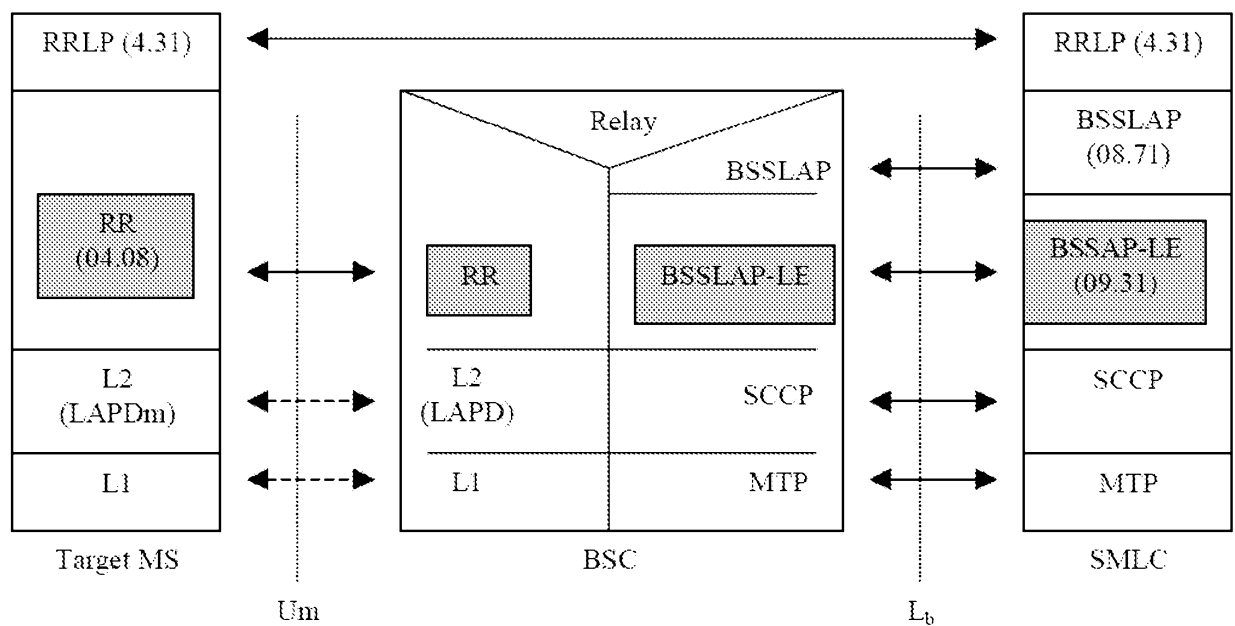 RRLP (4.31)
RR
(04.08)
L2
(LAPDm)
L1
Target MS
Um
Relay
BSSLAP
RR
BSSLAP-LE
L2
(LAPD)
SCCP
L1
MTP
BSC
Lb
RRLP (4.31)
BSSLAP
(08.71)
BSSAP-LE
(09.31)
SCCP
MTP
SMLC